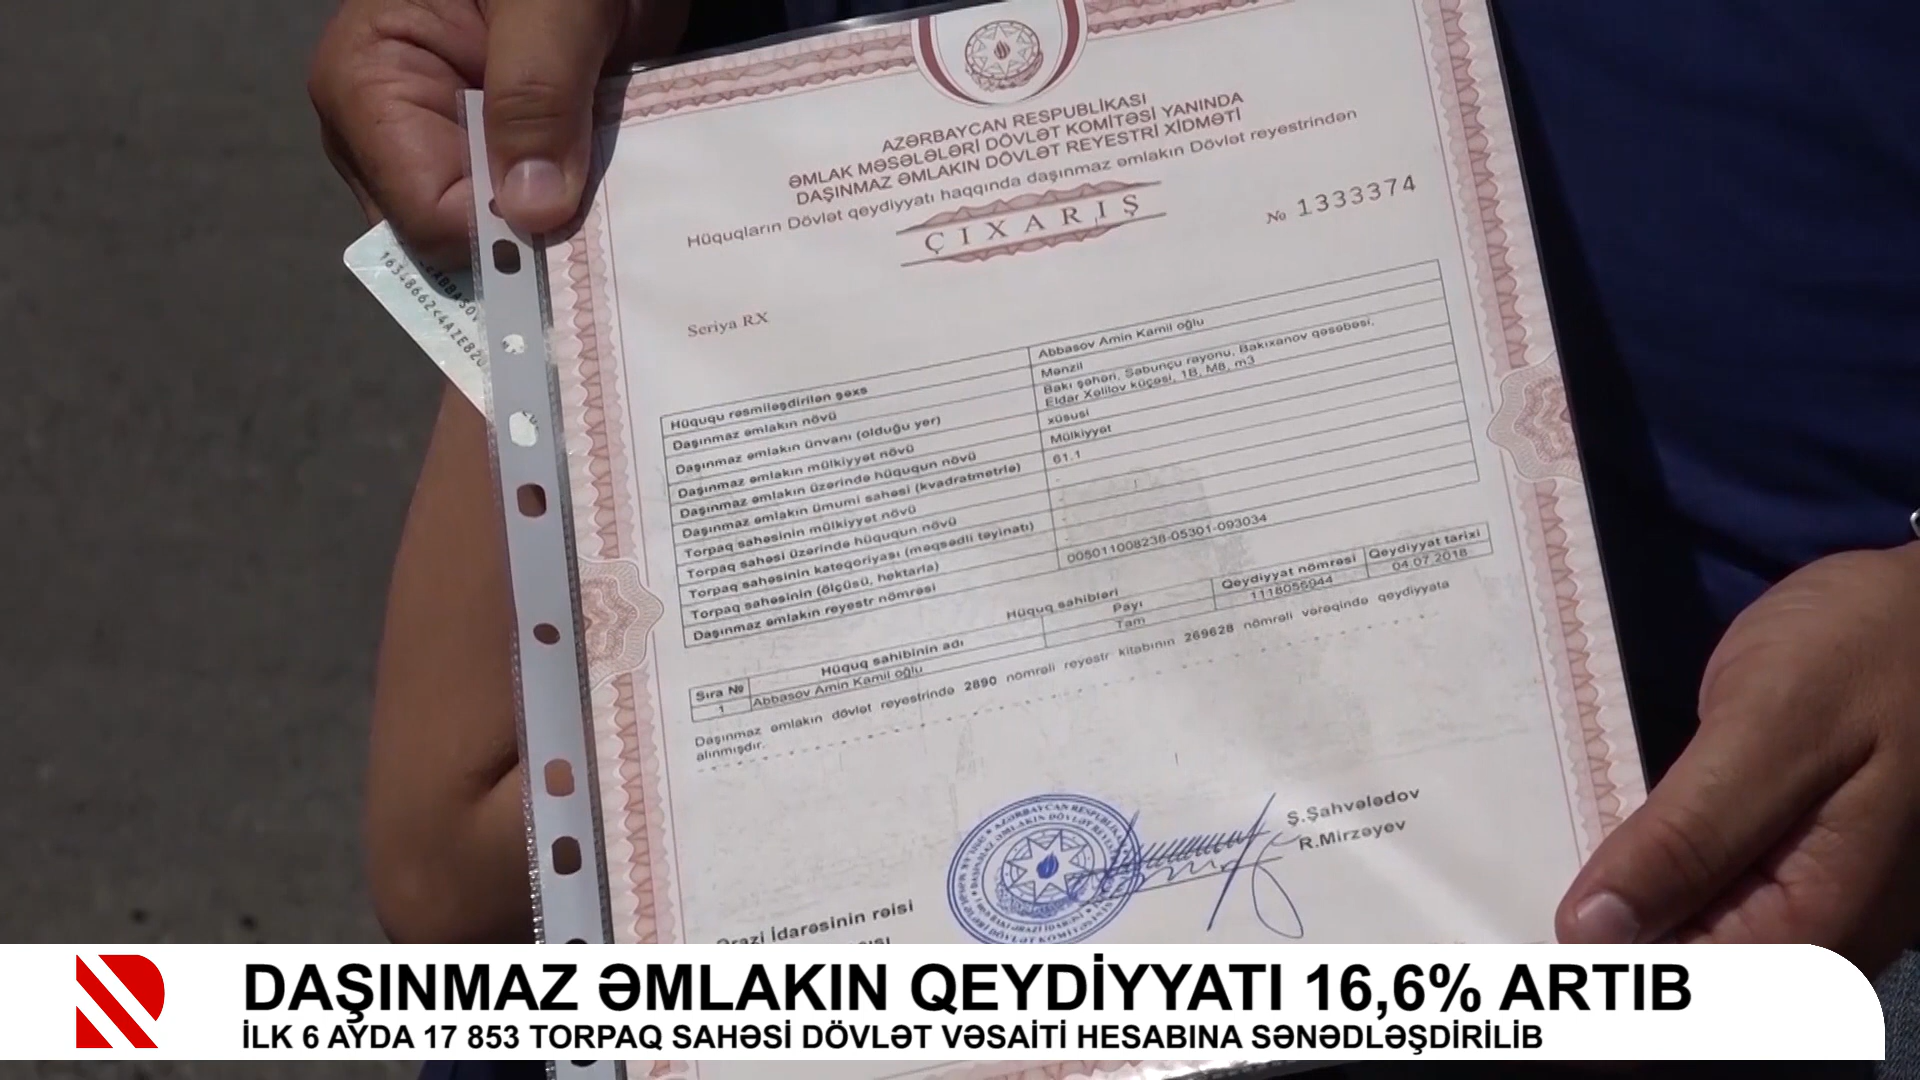 AZƏRBAYCAN RESPUBLİKASI
ƏMLAK MƏSƏLƏLƏRİ DÖVLƏT KOMİTƏSİ YANINDA
DAŞINMAZ ƏMLAKIN DÖVLƏT REYESTRİ XİDMƏTİ
Hüquqların Dövlət qeydiyyatı haqqında daşınmaz əmlakın Dövlət reyestrindən
ÇIXARIŞ
№ 1333374
Seriya RX
Hüququ rəsmiləşdirilən şəxs Abbasov Amin Kamil oğlu
Daşınmaz əmlakın növü Mənzil
Daşınmaz əmlakın ünvanı (olduğu yer) Bakı şəhəri, Sabunçu rayonu, Bakıxanov qəsəbəsi,
Eldar Xəlilov küçəsi, 1B, M8, m3
Daşınmaz əmlakın mülkiyyət növü xüsusi
Daşınmaz əmlakın üzərində hüququn növü Mülkiyyət
Daşınmaz əmlakın ümumi sahəsi (kvadratmetrlə) 61.1
Torpaq sahəsinin mülkiyyət növü -
Torpaq sahəsi üzərində hüququn növü -
Torpaq sahəsinin kateqoriyası (məqsədli təyinatı) -
Torpaq sahəsinin (ölçüsü, hektarla) -
Daşınmaz əmlakın reyestr nömrəsi 005011008238-05301-093034
Hüquq sahibləri Qeydiyyat nömrəsi Qeydiyyat tarixi
Sıra № Hüquq sahibinin adı Payı 04.07.2018
1 Abbasov Amin Kamil oğlu Tam
Daşınmaz əmlakın dövlət reyestrində 2890 nömrəli reyestr kitabının 269628 nömrəli vərəqində qeydiyyata
alınmışdır.
Ş.Şahvələdov
R.Mirzəyev
Ərazi İdarəsinin rəisi
DAŞINMAZ ƏMLAKIN QEYDİYYATI 16,6% ARTIB
İLK 6 AYDA 17 853 TORPAQ SAHƏSİ DÖVLƏT VƏSAİTİ HESABINA SƏNƏDLƏŞDİRİLİB